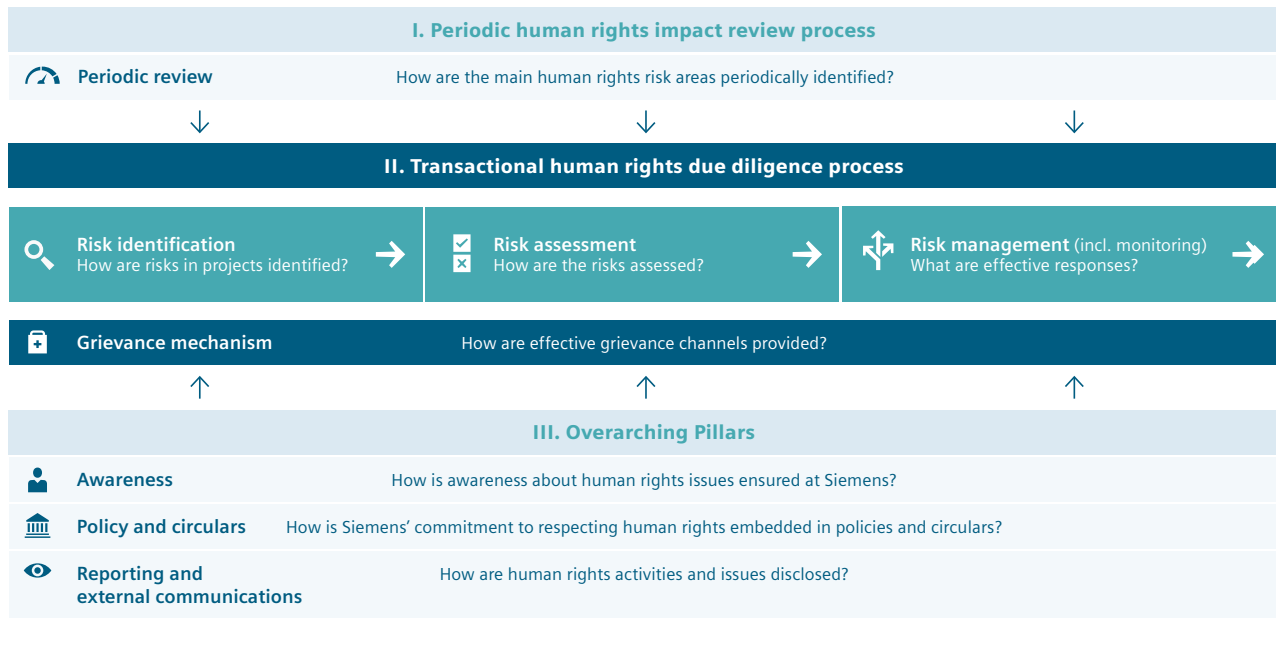 I. Periodic human rights impact review process
Periodic review
How are the main human rights risk areas periodically identified?
II. Transactional human rights due diligence process
Risk identification
How are risks in projects identified?
Risk assessment
How are the risks assessed?
Risk management (incl. monitoring)
What are effective responses?
Grievance mechanism
How are effective grievance channels provided?
III. Overarching Pillars
Awareness
How is awareness about human rights issues ensured at Siemens?
Policy and circulars
How is Siemens’ commitment to respecting human rights embedded in policies and circulars?
Reporting and
external communications
How are human rights activities and issues disclosed?